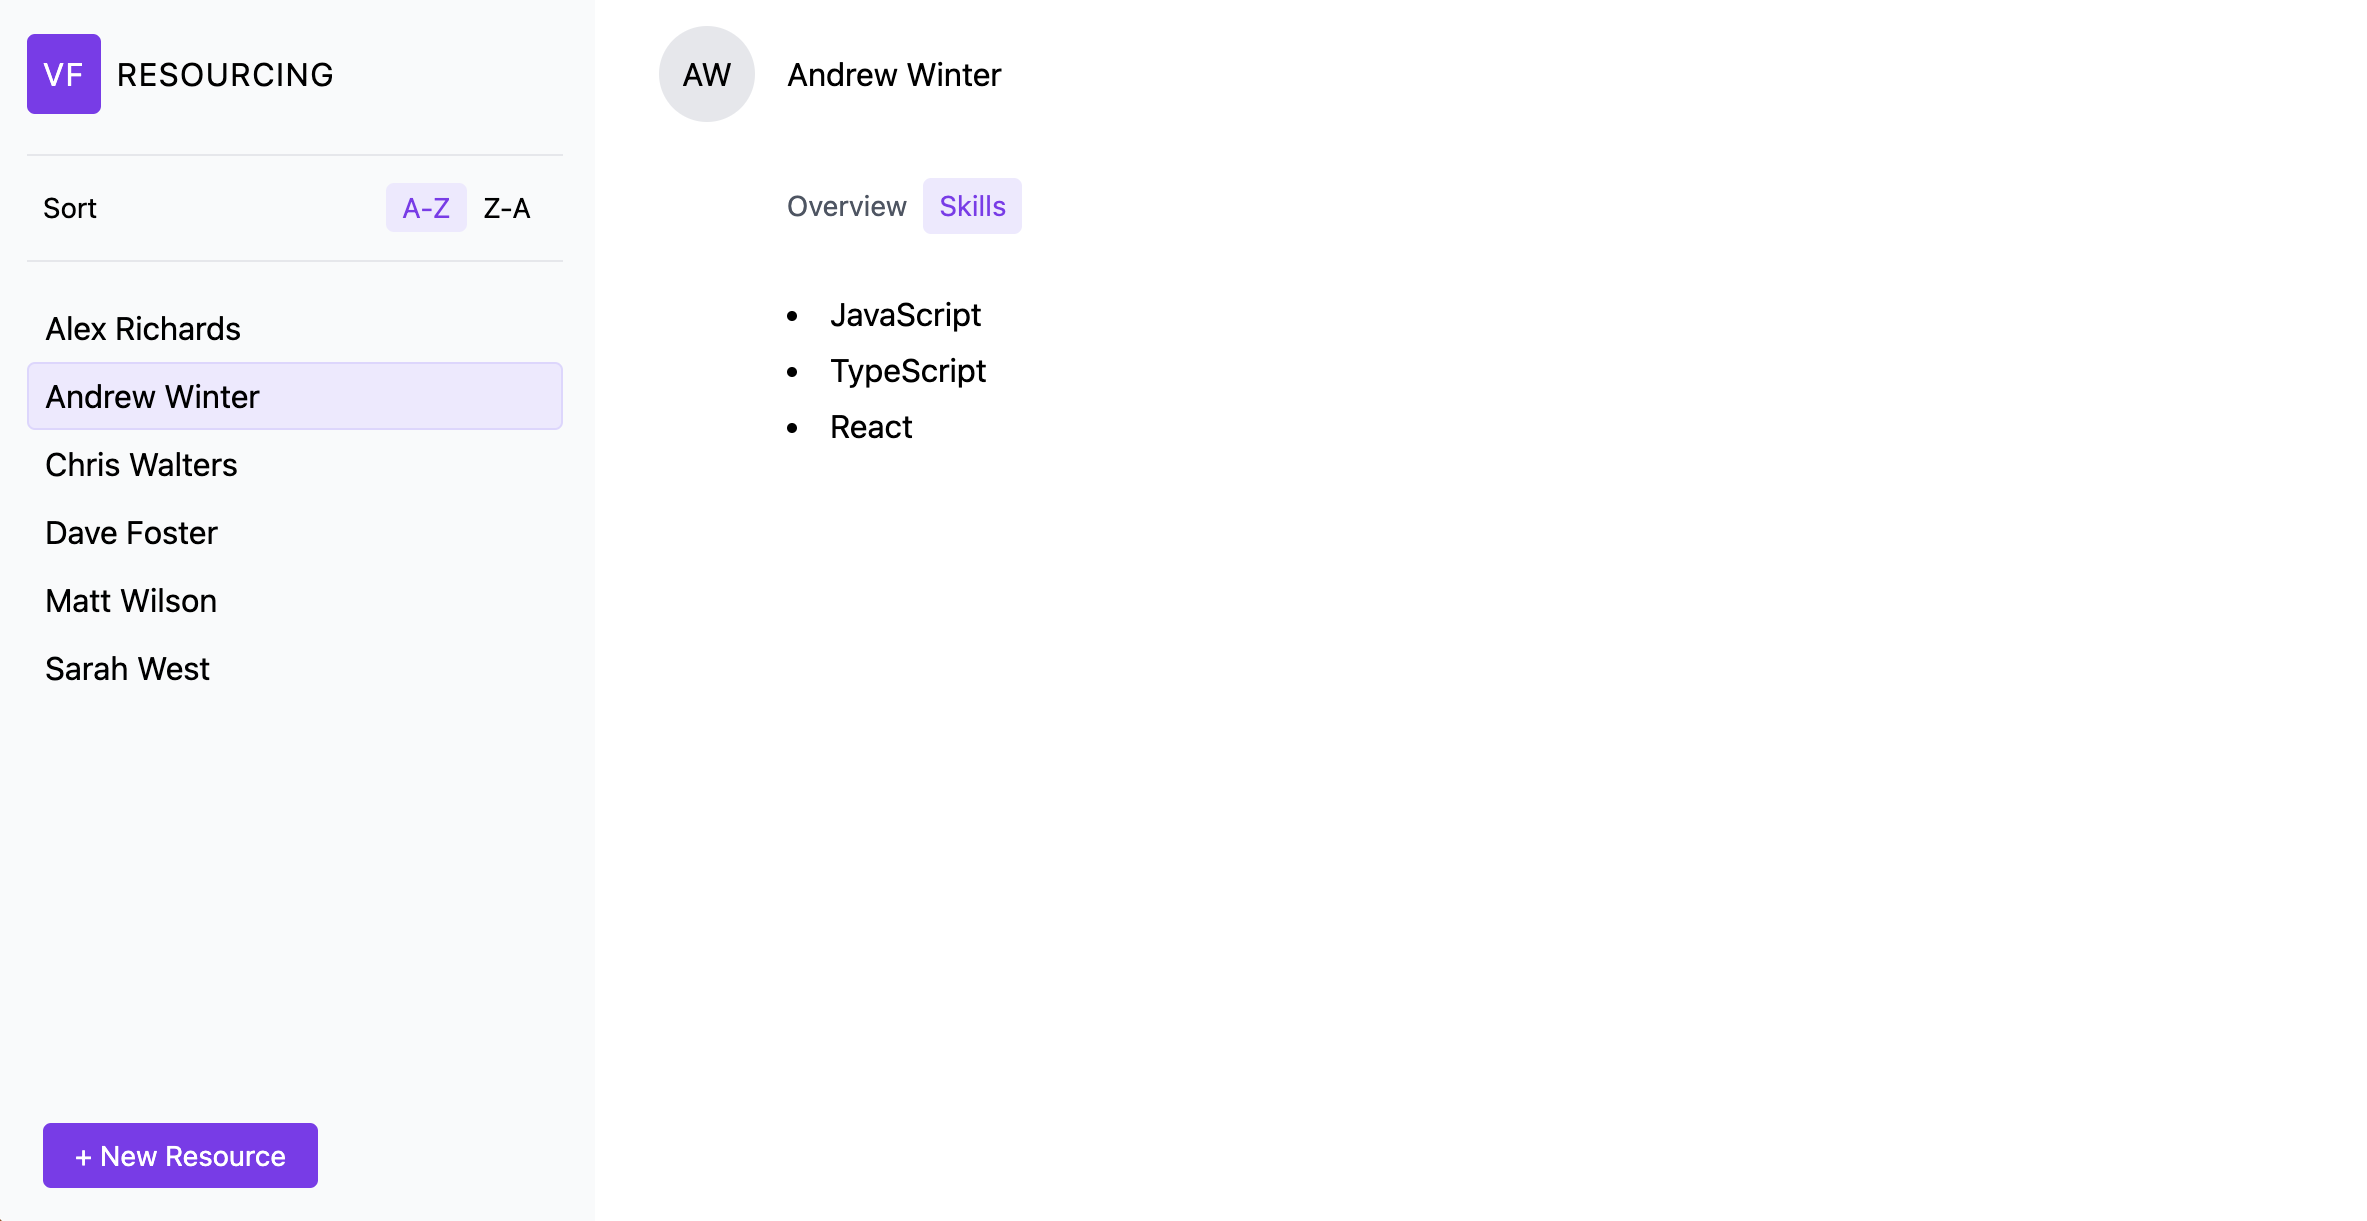 VF RESOURCING
Sort A-Z Z-A
Alex Richards
Andrew Winter
Chris Walters
Dave Foster
Matt Wilson
Sarah West
+ New Resource
AW Andrew Winter
Overview Skills
• JavaScript
• TypeScript
• React